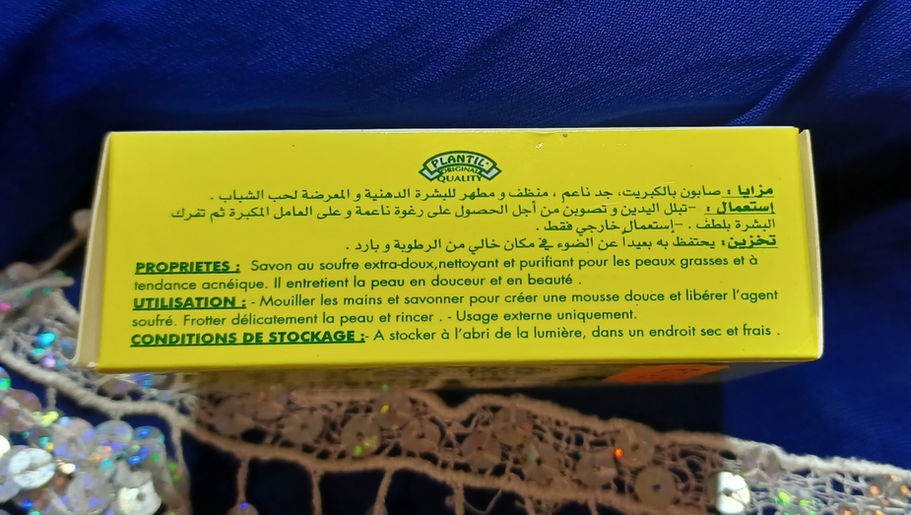 PLANTIL
ORIGINAL
QUALITY
مزايا : صابون بالكبريت، جد ناعم ، منظف و مطهر للبشرة الدهنية و المعرضة لحب الشباب .
إستعمال : -تبلل اليدين و تصوبن من أجل الحصول على رغوة ناعمة و على العامل المكبرة ثم تفرك
البشرة بلطف . -إستعمال خارجي فقط .
تخزين: يحتفظ به بعيداً عن الضوء في مكان خالي من الرطوبة و بارد .
PROPRIETES : Savon au soufre extra-doux,nettoyant et purifiant pour les peaux grasses et à
tendance acnéique. Il entretient la peau en douceur et en beauté .
UTILISATION : - Mouiller les mains et savonner pour créer une mousse douce et libérer l'agent
soufré. Frotter délicatement la peau et rincer . - Usage externe uniquement.
CONDITIONS DE STOCKAGE :- A stocker à l'abri de la lumière, dans un endroit sec et frais .